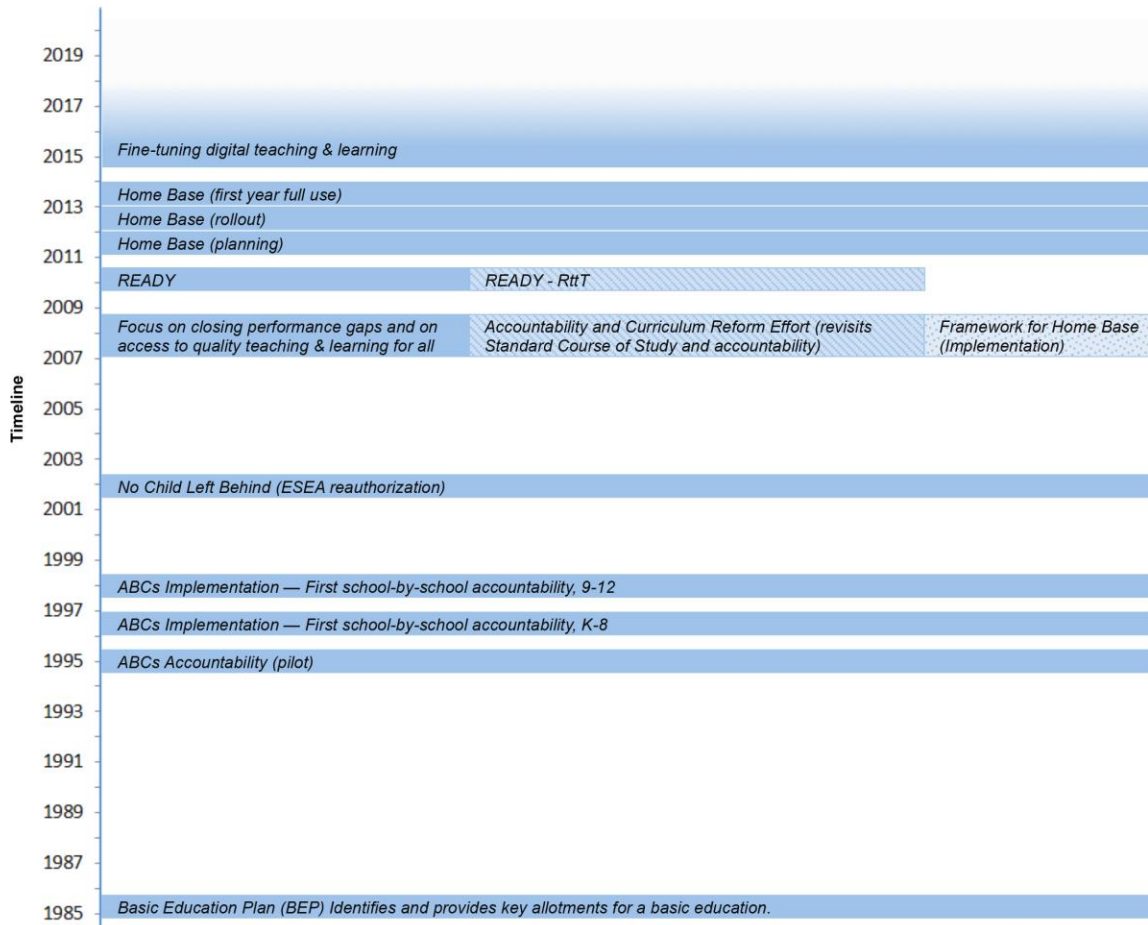 2019
2017
2015
Fine-tuning digital teaching & learning
Home Base (first year full use)
2013
Home Base (rollout)
Home Base (planning)
2011
READY
READY - RttT
2009
Focus on closing performance gaps and on
access to quality teaching & learning for all
Accountability and Curriculum Reform Effort (revisits
Standard Course of Study and accountability)
Framework for Home Base
(Implementation)
2007
Timeline
2005
2003
No Child Left Behind (ESEA reauthorization)
2001
1999
ABCs Implementation — First school-by-school accountability, 9-12
1997
ABCs Implementation — First school-by-school accountability, K-8
1995
ABCs Accountability (pilot)
1993
1991
1989
1987
1985
Basic Education Plan (BEP) Identifies and provides key allotments for a basic education.